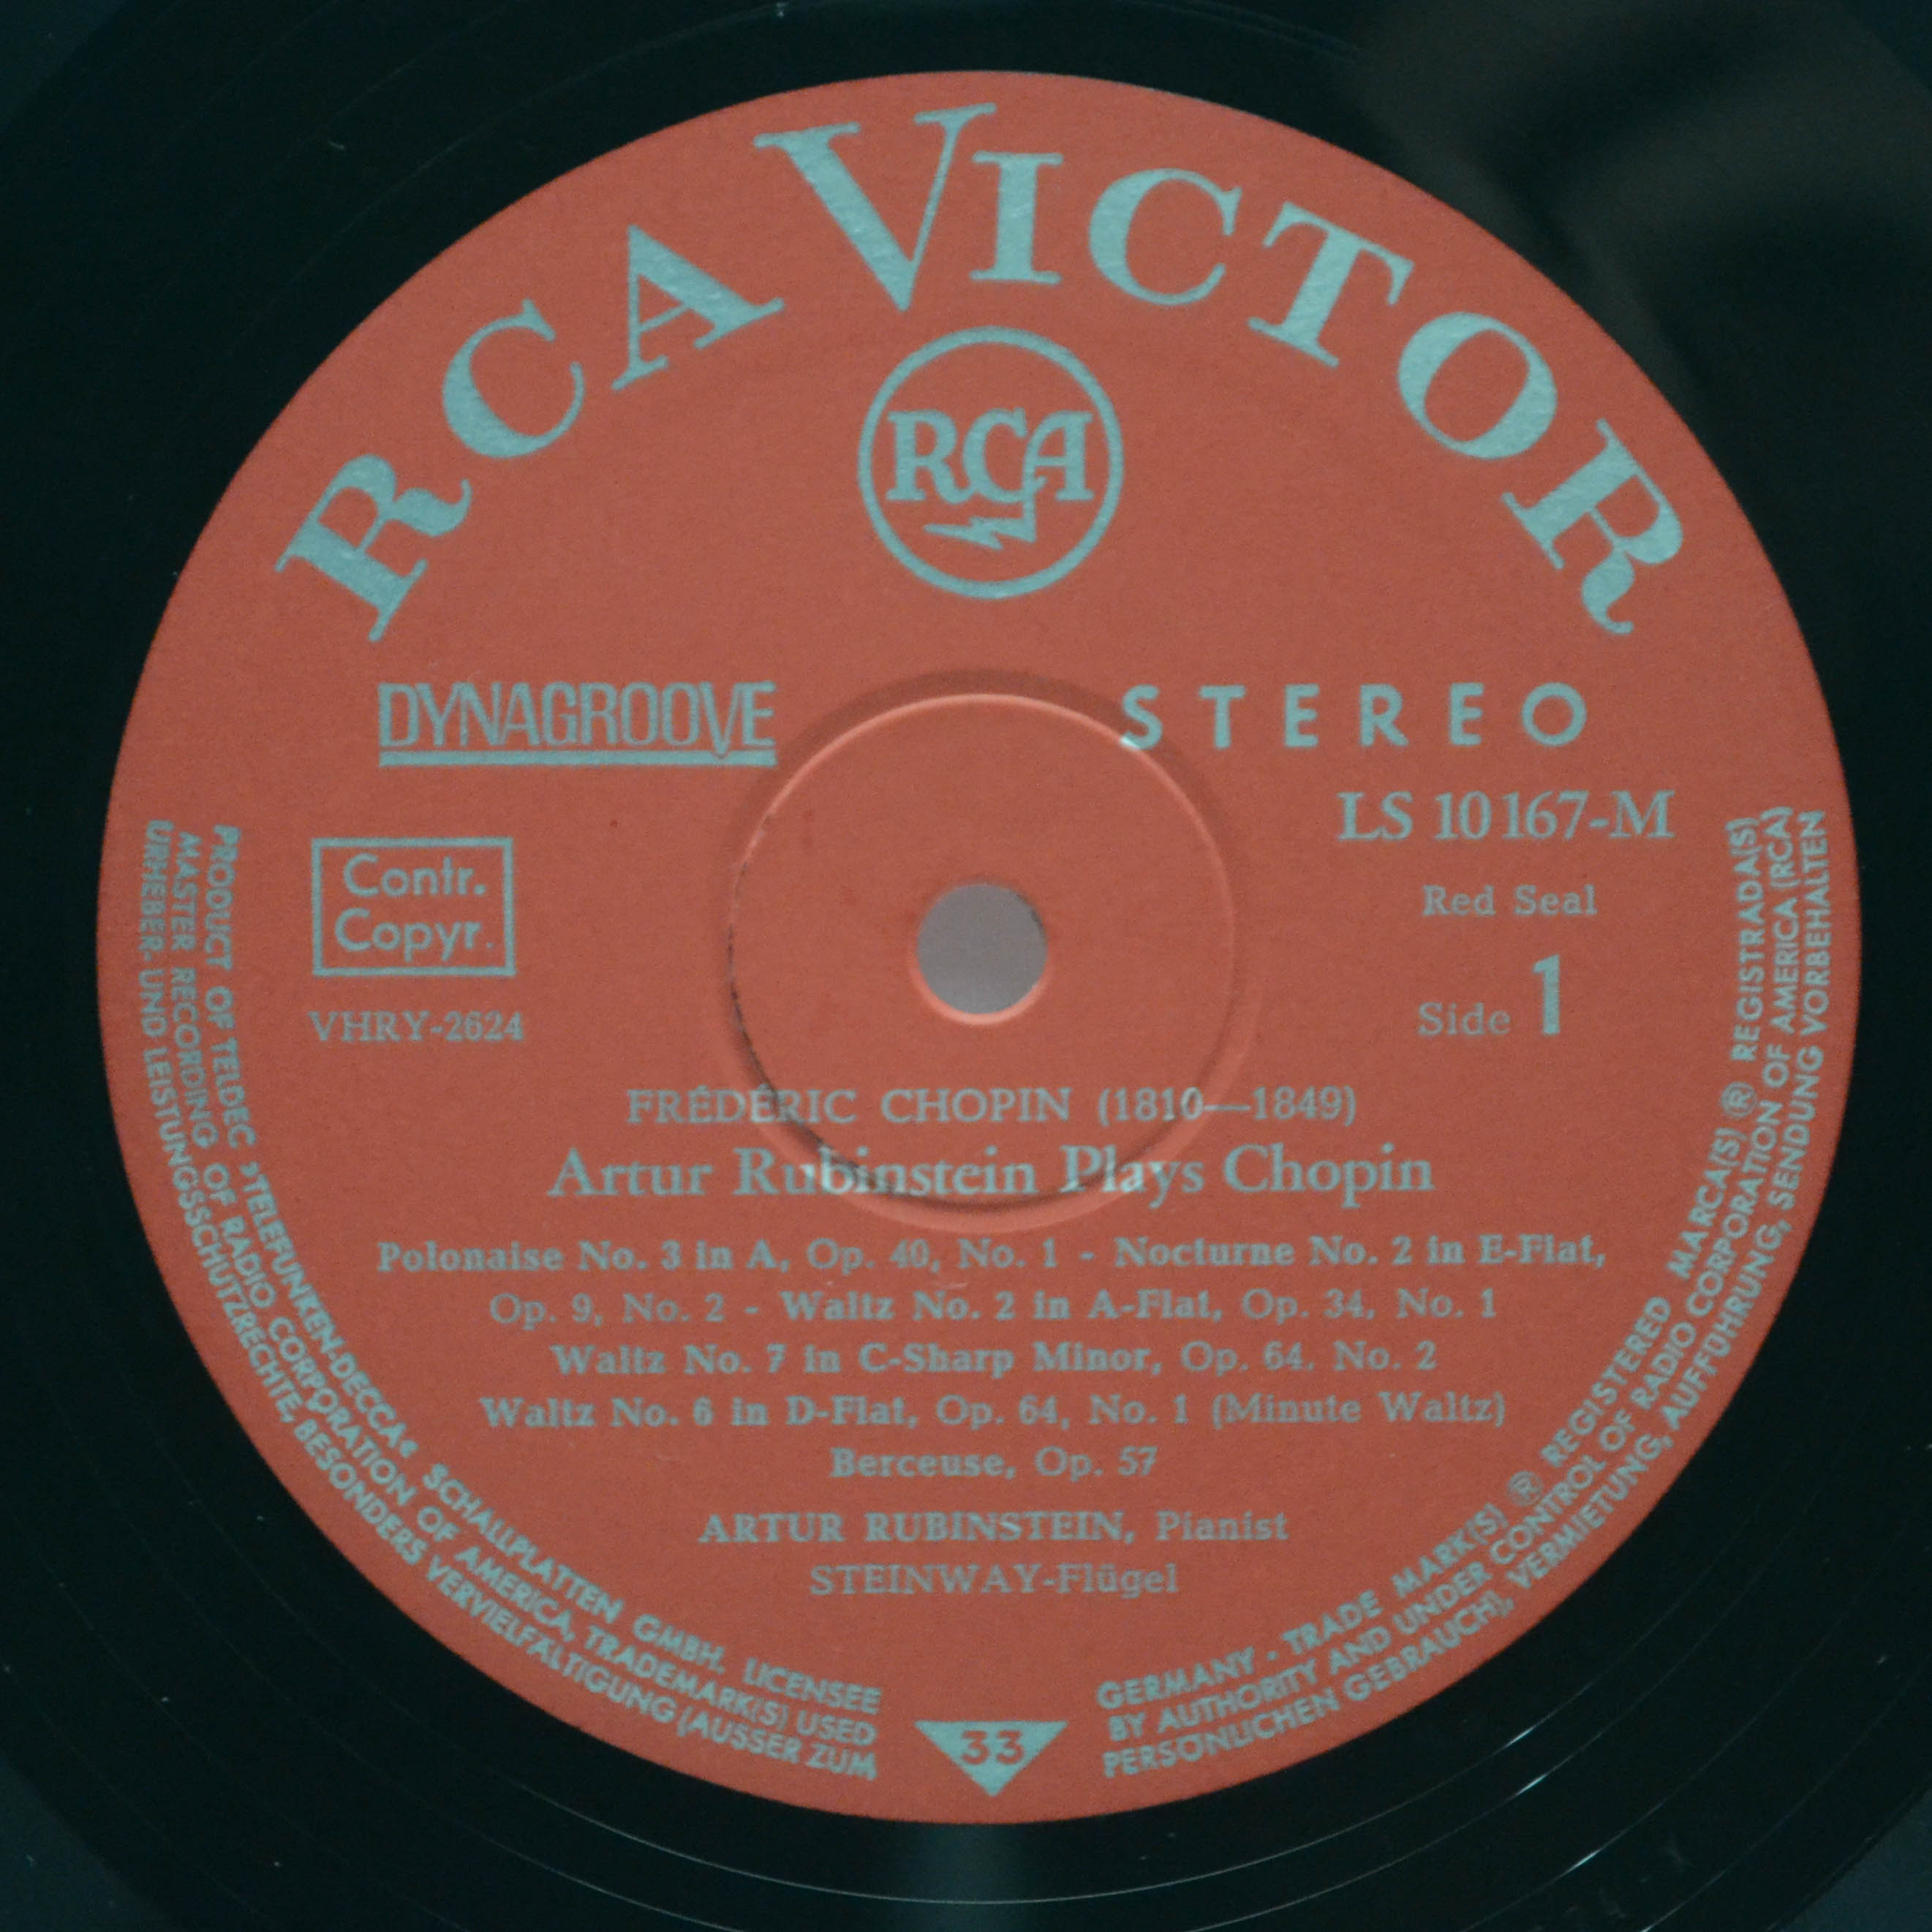 RCA VICTOR
RCA
DYNAGROOVE
STEREO
LS 10167-M
Contr.
Copyr.
Red Seal
VHRY-2624
Side 1
FRÉDÉRIC CHOPIN (1810—1849)
Artur Rubinstein Plays Chopin
Polonaise No. 3 in A, Op. 40, No. 1 - Nocturne No. 2 in E-Flat,
Op. 9, No. 2 - Waltz No. 2 in A-Flat, Op. 34, No. 1
Waltz No. 7 in C-Sharp Minor, Op. 64, No. 2
Waltz No. 6 in D-Flat, Op. 64, No. 1 (Minute Waltz)
Berceuse, Op. 57
ARTUR RUBINSTEIN, Pianist
STEINWAY-Flügel
PRODUCT OF TELDEC »TELEFUNKEN-DECCA« SCHALLPLATTEN GMBH. LICENSEE
MASTER RECORDING OF RADIO CORPORATION OF AMERICA, TRADEMARK(S) USED
URHEBER- UND LEISTUNGSSCHUTZRECHTE, BESONDERS VERVIELFÄLTIGUNG (AUSSER ZUM
33
GERMANY · TRADE MARK(S) ® REGISTERED MARCA(S) ® REGISTRADA(S)
BY AUTHORITY AND UNDER CONTROL OF RADIO CORPORATION OF AMERICA (RCA)
PERSÖNLICHEN GEBRAUCH), VERMIETUNG, AUFFÜHRUNG, SENDUNG VORBEHALTEN